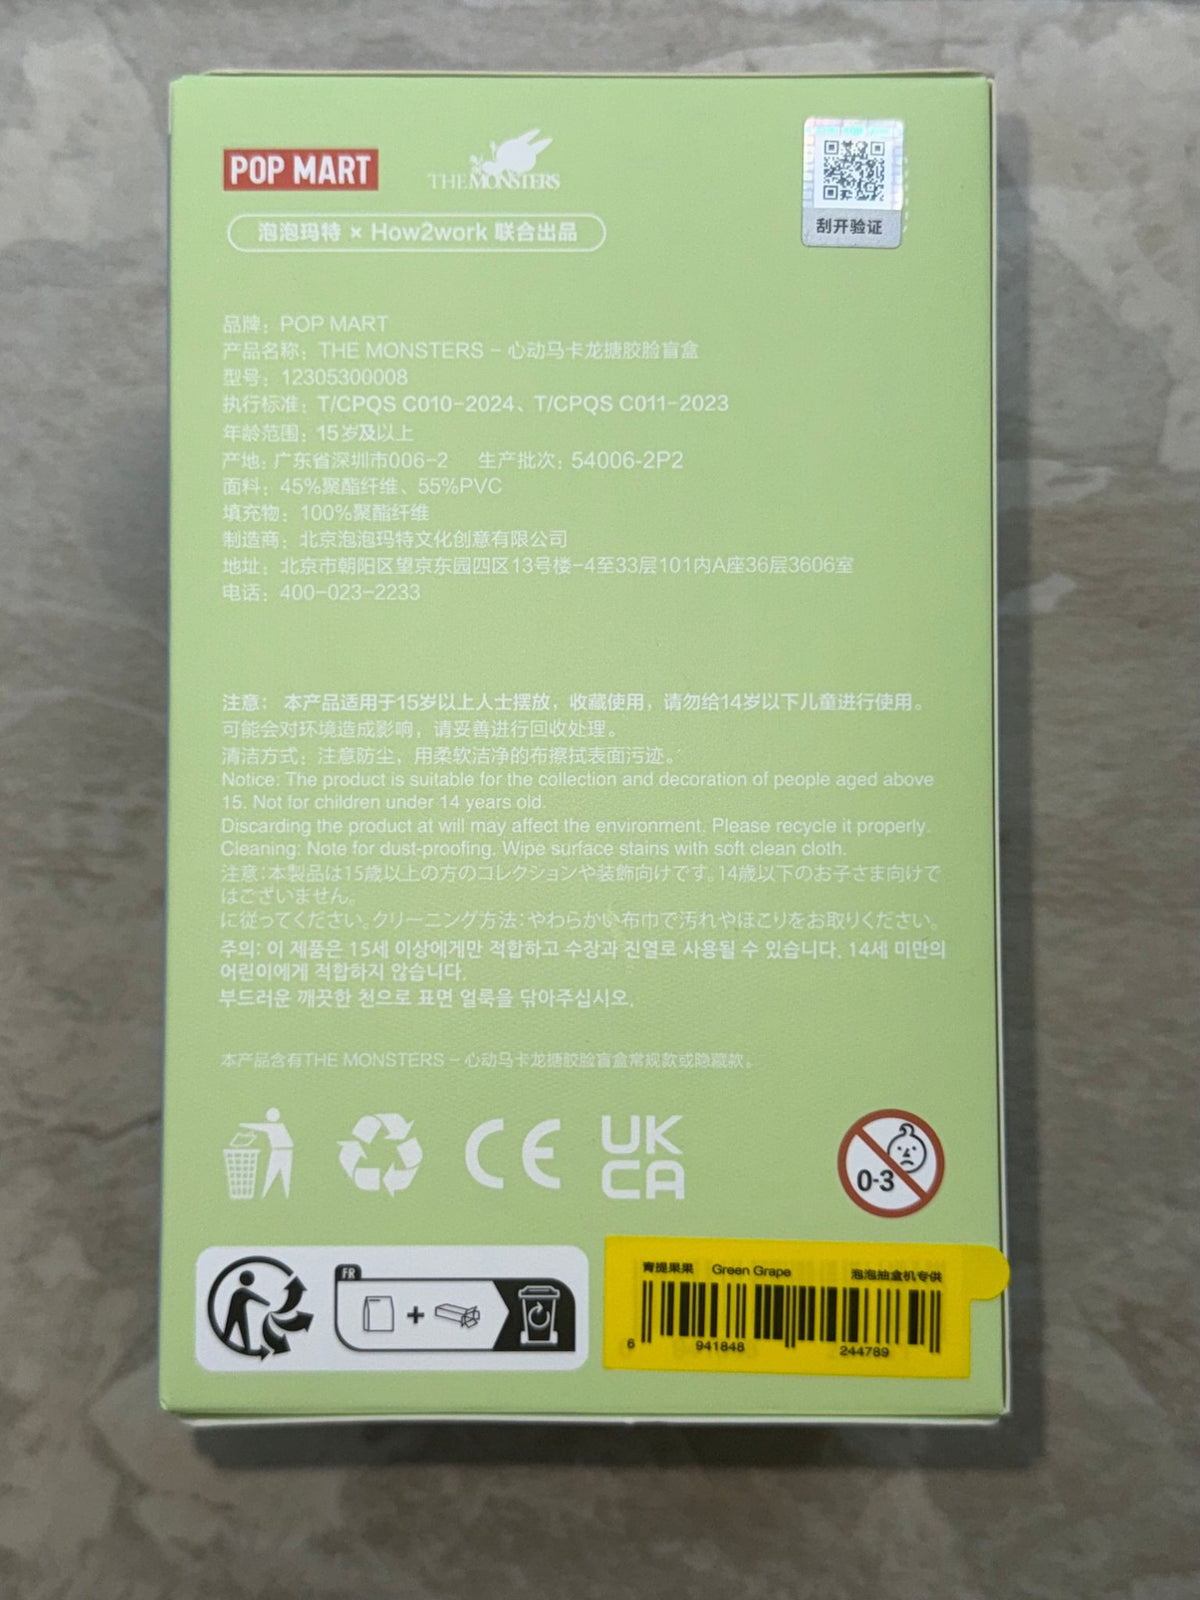 POP MART
THE MONSTERS
泡泡玛特 × How2work 联合出品
刮开验证
品牌：POP MART
产品名称：THE MONSTERS - 心动马卡龙搪胶脸盲盒
型号：12305300008
执行标准：T/CPQS C010-2024、T/CPQS C011-2023
年龄范围：15岁及以上
产地：广东省深圳市006-2 生产批次：54006-2P2
面料：45%聚酯纤维、55%PVC
填充物：100%聚酯纤维
制造商：北京泡泡玛特文化创意有限公司
地址：北京市朝阳区望京东园四区13号楼-4至33层101内A座36层3606室
电话：400-023-2233
注意： 本产品适用于15岁以上人士摆放，收藏使用，请勿给14岁以下儿童进行使用。
可能会对环境造成影响，请妥善进行回收处理。
清洁方式：注意防尘，用柔软洁净的布擦拭表面污迹。
Notice: The product is suitable for the collection and decoration of people aged above
15. Not for children under 14 years old.
Discarding the product at will may affect the environment. Please recycle it properly.
Cleaning: Note for dust-proofing. Wipe surface stains with soft clean cloth.
注意：本製品は15歳以上の方のコレクションや装飾向けです。14歳以下のお子さま向けで
はございません。
に従ってください。クリーニング方法：やわらかい布巾で汚れやほこりをお取りください。
주의: 이 제품은 15세 이상에게만 적합하고 수장과 진열로 사용될 수 있습니다. 14세 미만의
어린이에게 적합하지 않습니다.
부드러운 깨끗한 천으로 표면 얼룩을 닦아주십시오.
本产品含有THE MONSTERS - 心动马卡龙搪胶脸盲盒常规款或隐藏款。
CE
UK
CA
0-3
FR
+
青提果果 Green Grape 泡泡抽盒机专供
6 941848 244789